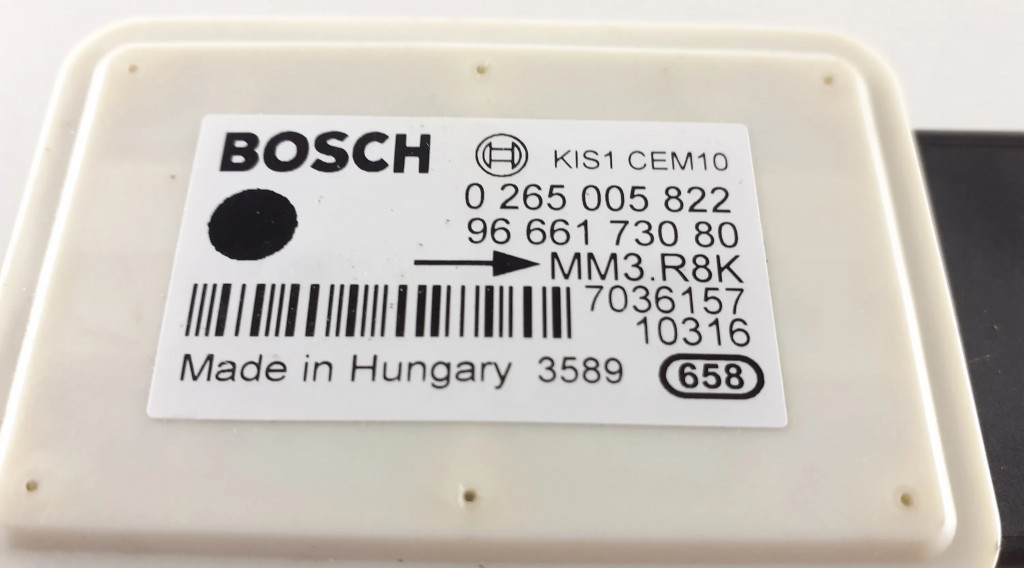 BOSCH KIS1 CEM10
0 265 005 822
96 661 730 80
MM3.R8K
7036157
10316
Made in Hungary 3589 658